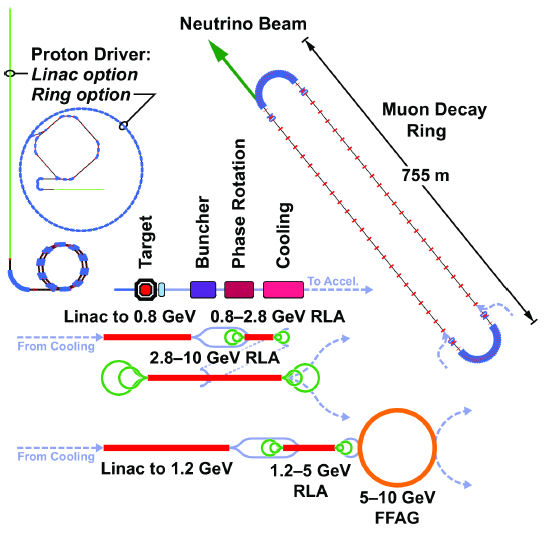 Neutrino Beam
Proton Driver:
Linac option
Ring option
Muon Decay
Ring
755 m
Target
Buncher
Phase Rotation
Cooling
To Accel.
Linac to 0.8 GeV
0.8–2.8 GeV RLA
From Cooling
2.8–10 GeV RLA
From Cooling
Linac to 1.2 GeV
1.2–5 GeV
RLA
5–10 GeV
FFAG